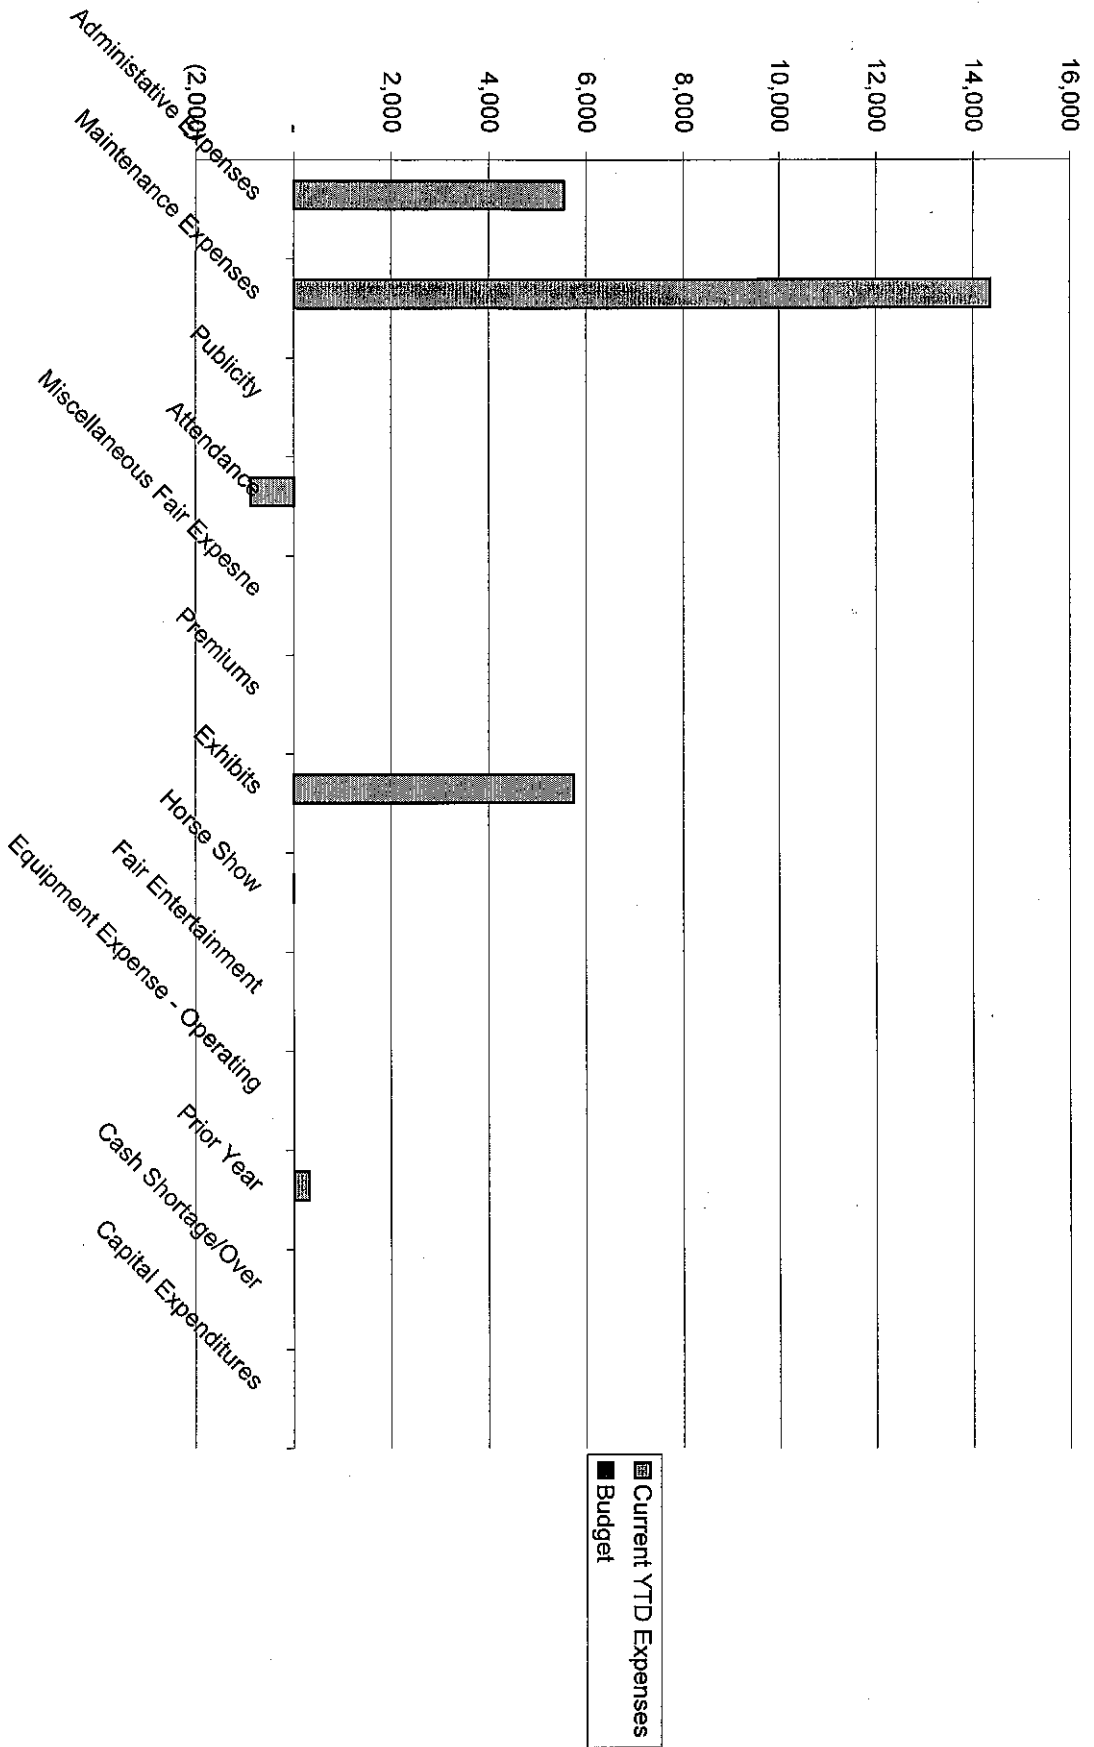 16,000
14,000
12,000
10,000
8,000
6,000
4,000
2,000
-
(2,000)
Administative Expenses
Maintenance Expenses
Publicity
Attendance
Miscellaneous Fair Expesne
Premiums
Exhibits
Horse Show
Fair Entertainment
Equipment Expense - Operating
Prior Year
Cash Shortage/Over
Capital Expenditures
Current YTD Expenses
Budget